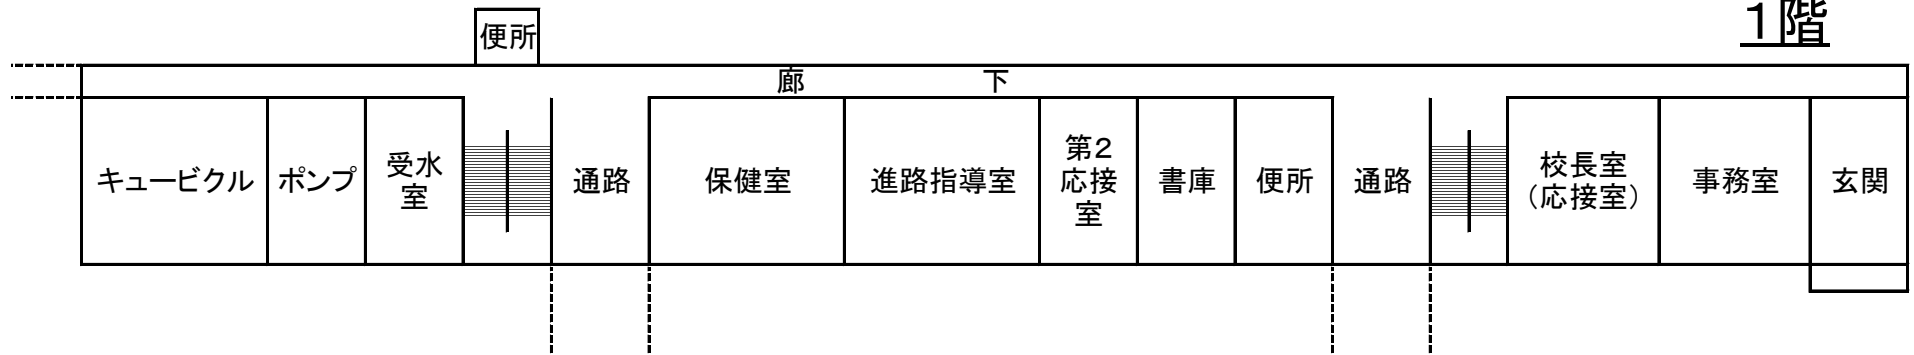 1階
便所
廊下
キュービクル
ポンプ
受水
室
通路
保健室
進路指導室
第2
応接
室
書庫
便所
通路
校長室
(応接室)
事務室
玄関